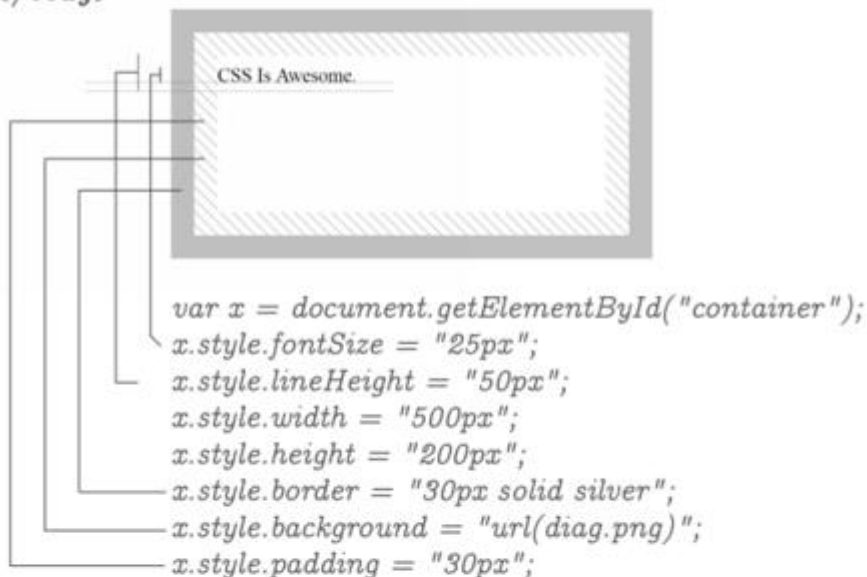 CSS Is Awesome.
var x = document.getElementById("container");
x.style.fontSize = "25px";
x.style.lineHeight = "50px";
x.style.width = "500px";
x.style.height = "200px";
x.style.border = "30px solid silver";
x.style.background = "url(diag.png)";
x.style.padding = "30px";